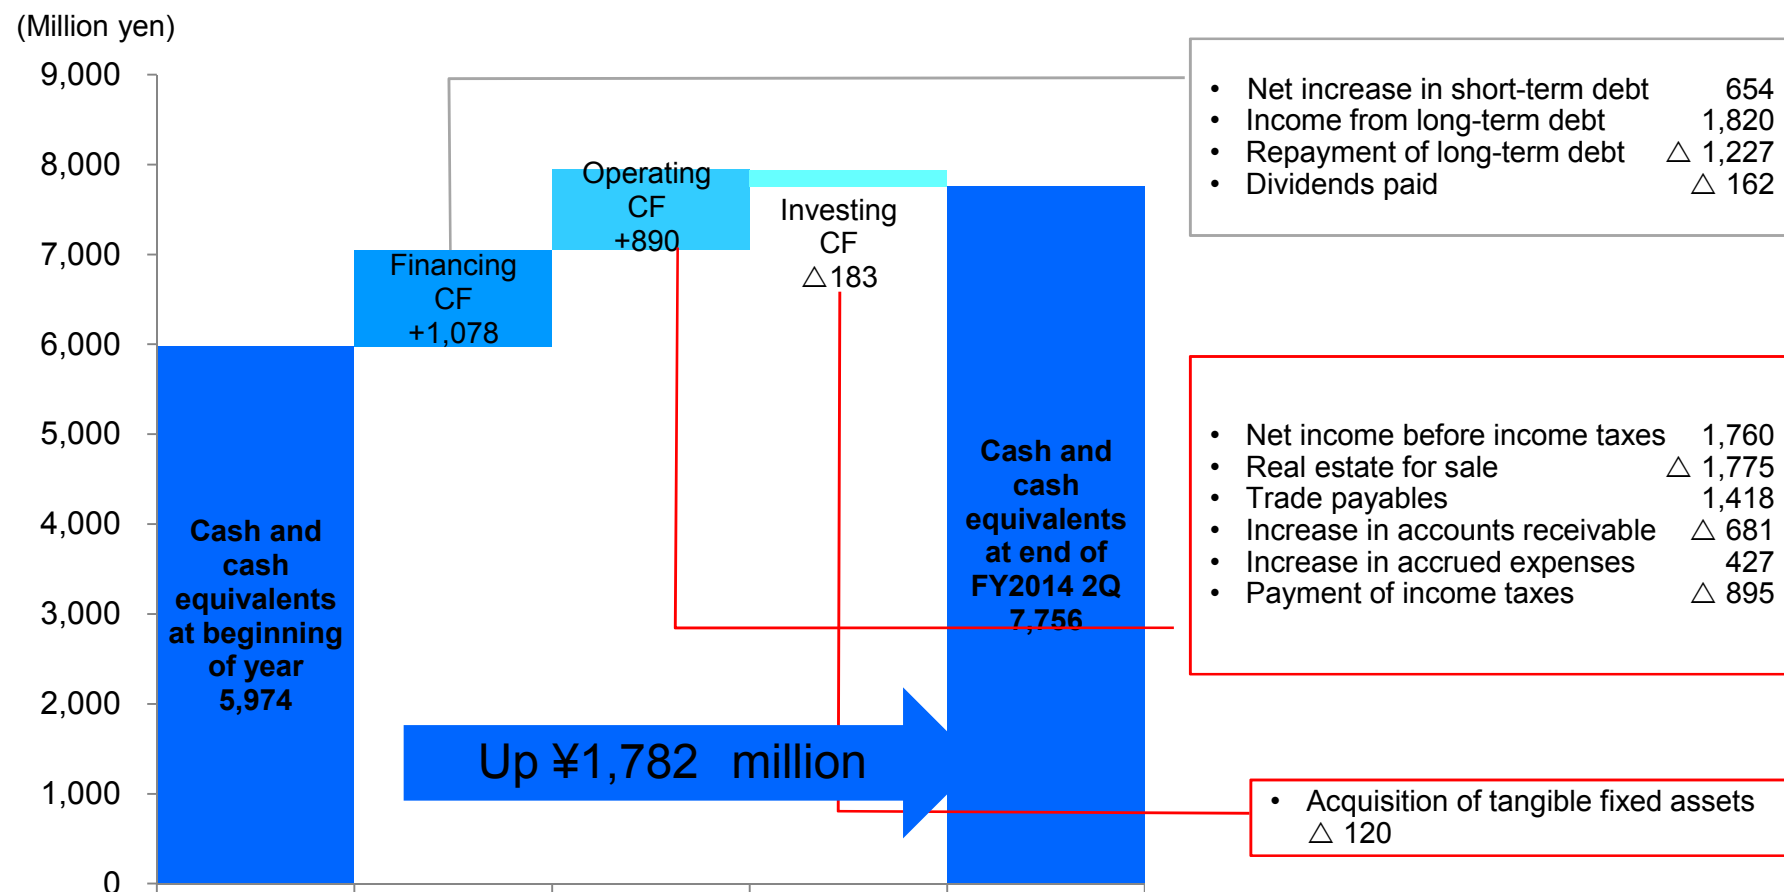 (Million yen)
9,000
8,000
7,000
6,000
5,000
4,000
3,000
2,000
1,000
0
Cash and
cash
equivalents
at beginning
of year
5,974
Financing
CF
+1,078
Operating
CF
+890
Investing
CF
△183
Cash and
cash
equivalents
at end of
FY2014 2Q
7,756
Up ¥1,782 million
• Net increase in short-term debt 654
• Income from long-term debt 1,820
• Repayment of long-term debt △ 1,227
• Dividends paid △ 162
• Net income before income taxes 1,760
• Real estate for sale △ 1,775
• Trade payables 1,418
• Increase in accounts receivable △ 681
• Increase in accrued expenses 427
• Payment of income taxes △ 895
• Acquisition of tangible fixed assets
△ 120